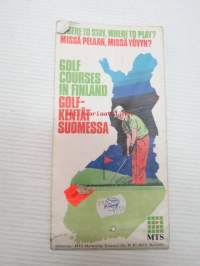 WHERE TO STAY, WHERE TO PLAY?
MISSÄ PELAAN, MISSÄ YÖVYN?
GOLF
COURSES
IN FINLAND
GOLF-
KENTÄT
SUOMESSA
MTS